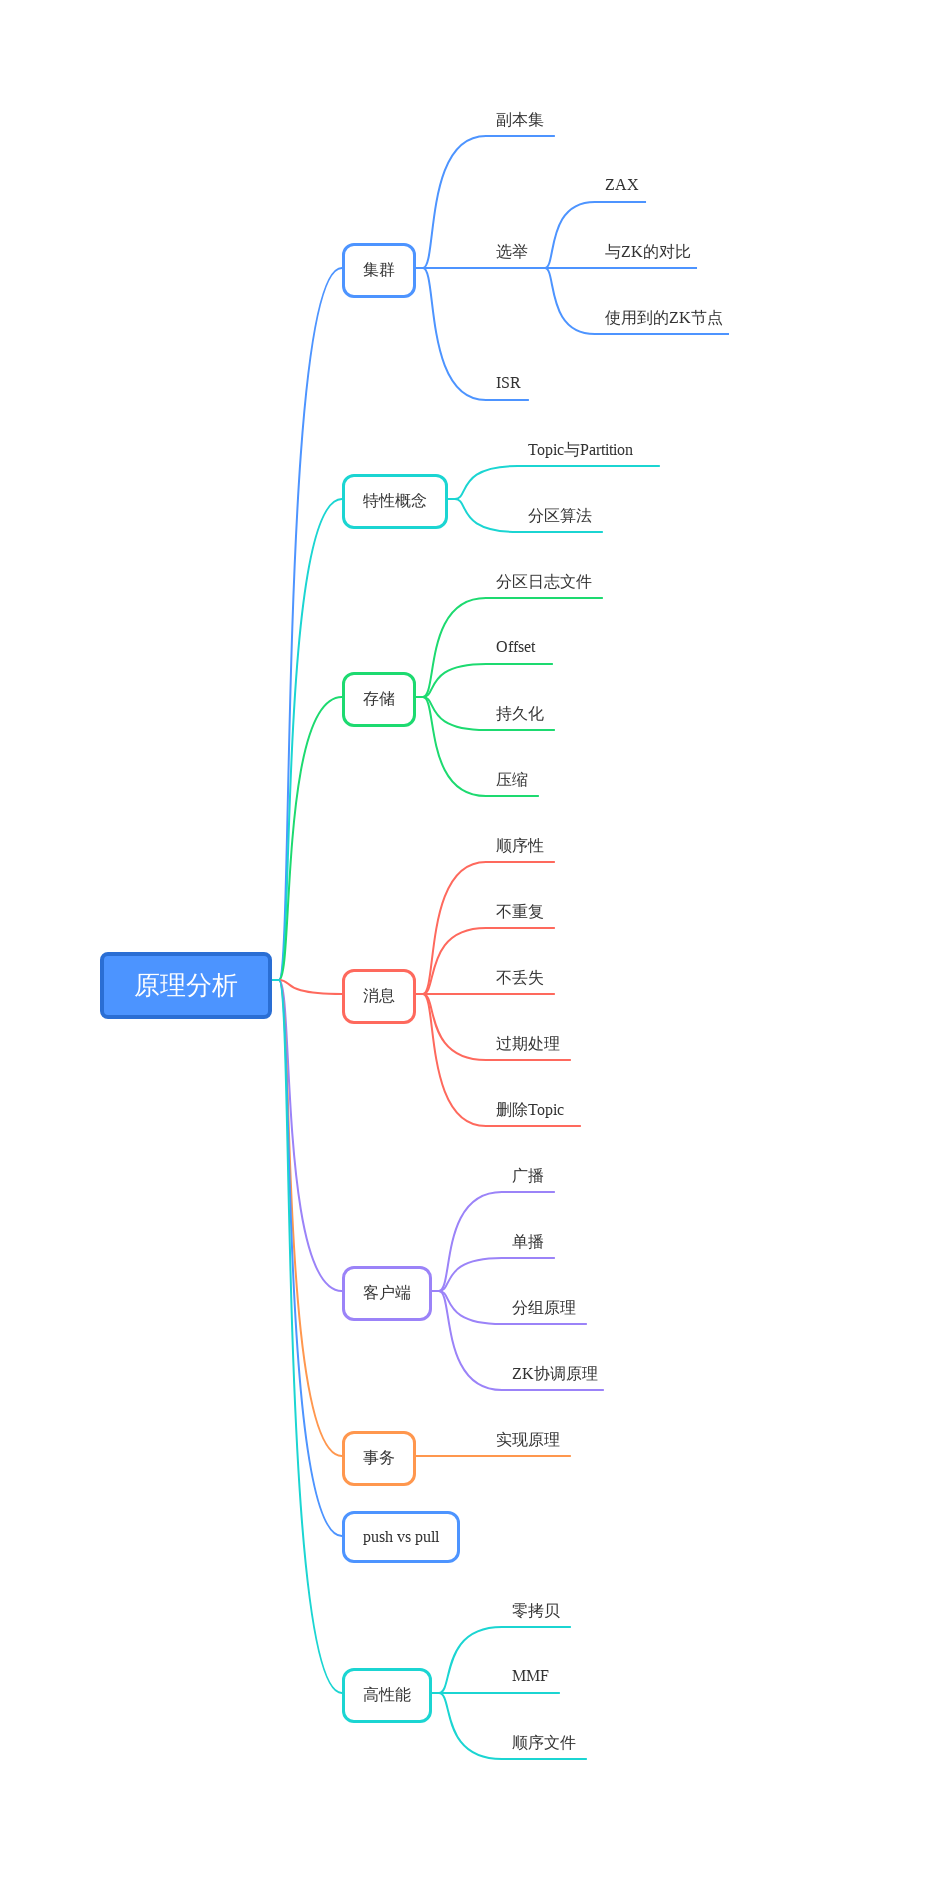 原理分析
集群
副本集
选举
ZAX
与ZK的对比
使用到的ZK节点
ISR
特性概念
Topic与Partition
分区算法
存储
分区日志文件
Offset
持久化
压缩
消息
顺序性
不重复
不丢失
过期处理
删除Topic
客户端
广播
单播
分组原理
ZK协调原理
事务
实现原理
push vs pull
高性能
零拷贝
MMF
顺序文件